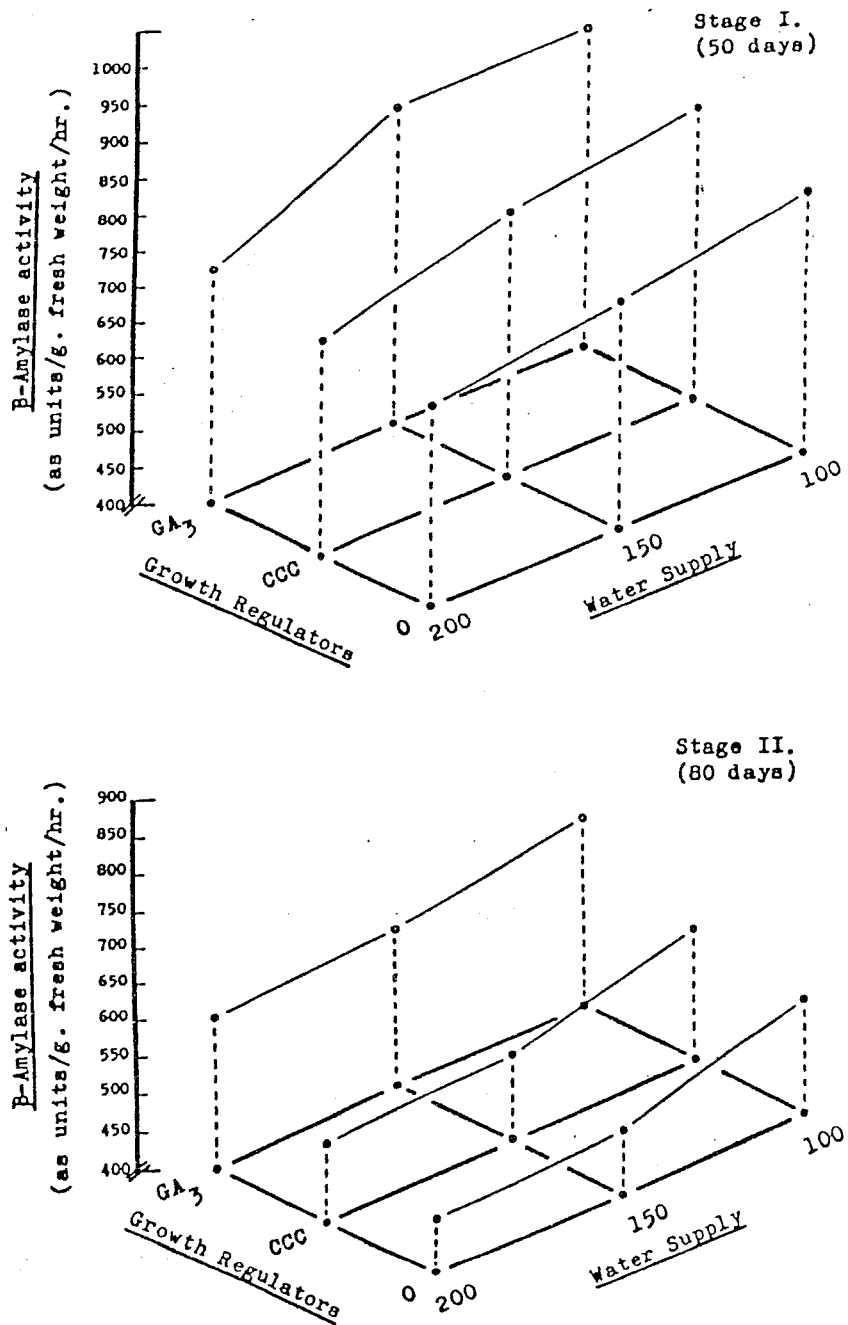 Stage I.
(50 days)
B-Amylase activity
(as units/g. fresh weight/hr.)
1000
950
900
850
800
750
700
650
600
550
500
450
400
GA3
CCC
0
Growth Regulators
200
150
100
Water Supply
Stage II.
(80 days)
B-Amylase activity
(as units/g. fresh weight/hr.)
900
850
800
750
700
650
600
550
500
450
400
GA3
CCC
0
Growth Regulators
200
150
100
Water Supply